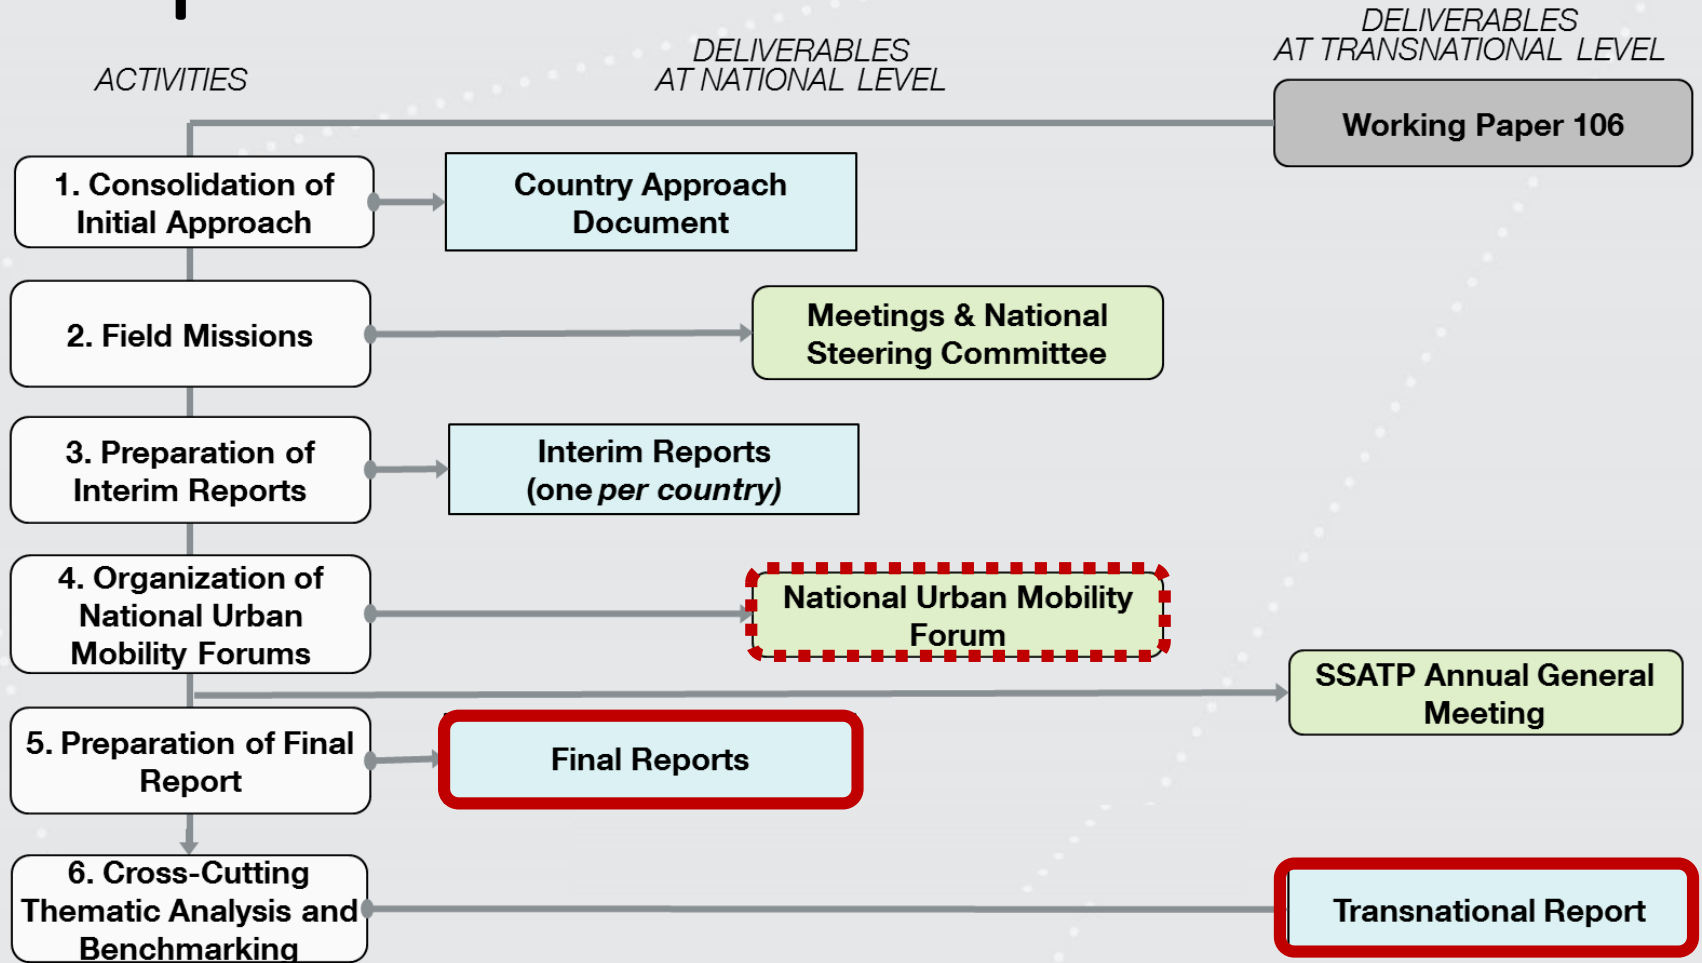 ACTIVITIES
DELIVERABLES
AT NATIONAL LEVEL
DELIVERABLES
AT TRANSNATIONAL LEVEL
Working Paper 106
1. Consolidation of
Initial Approach
Country Approach
Document
2. Field Missions
Meetings & National
Steering Committee
3. Preparation of
Interim Reports
Interim Reports
(one per country)
4. Organization of
National Urban
Mobility Forums
National Urban Mobility
Forum
SSATP Annual General
Meeting
5. Preparation of Final
Report
Final Reports
6. Cross-Cutting
Thematic Analysis and
Benchmarking
Transnational Report